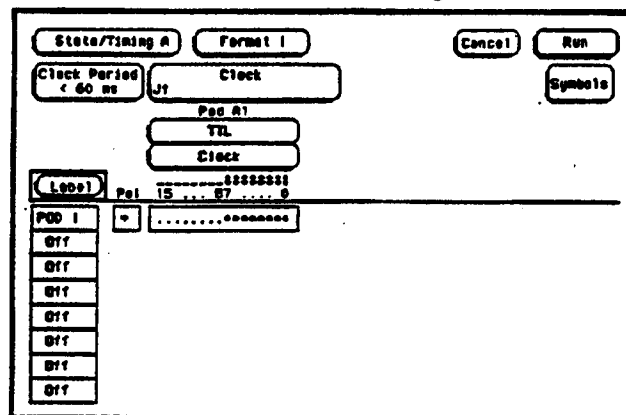 State/Timing A Format 1 Cancel Run
Clock Period Clock Symbols
< 60 ns J↑
Pod A1
TTL
Clock
Label Pol 15 ... 87 .... 0
POD 1 +
Off
Off
Off
Off
Off
Off
Off